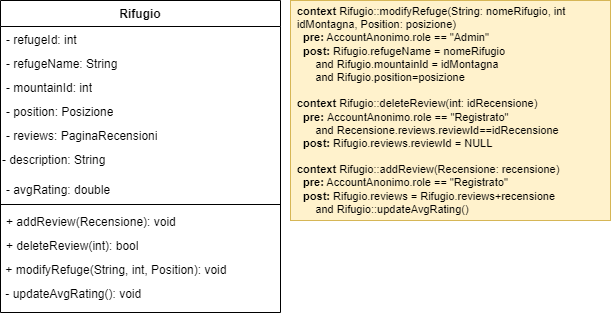 Rifugio
- refugeId: int
- refugeName: String
- mountainId: int
- position: Posizione
- reviews: PaginaRecensioni
- description: String
- avgRating: double
+ addReview(Recensione): void
+ deleteReview(int): bool
+ modifyRefuge(String, int, Position): void
- updateAvgRating(): void
context Rifugio::modifyRefuge(String: nomeRifugio, int
idMontagna, Position: posizione)
pre: AccountAnonimo.role == "Admin"
post: Rifugio.refugeName = nomeRifugio
and Rifugio.mountainId = idMontagna
and Rifugio.position=posizione
context Rifugio::deleteReview(int: idRecensione)
pre: AccountAnonimo.role == "Registrato"
and Recensione.reviews.reviewId==idRecensione
post: Rifugio.reviews.reviewId = NULL
context Rifugio::addReview(Recensione: recensione)
pre: AccountAnonimo.role == "Registrato"
post: Rifugio.reviews = Rifugio.reviews+recensione
and Rifugio::updateAvgRating()